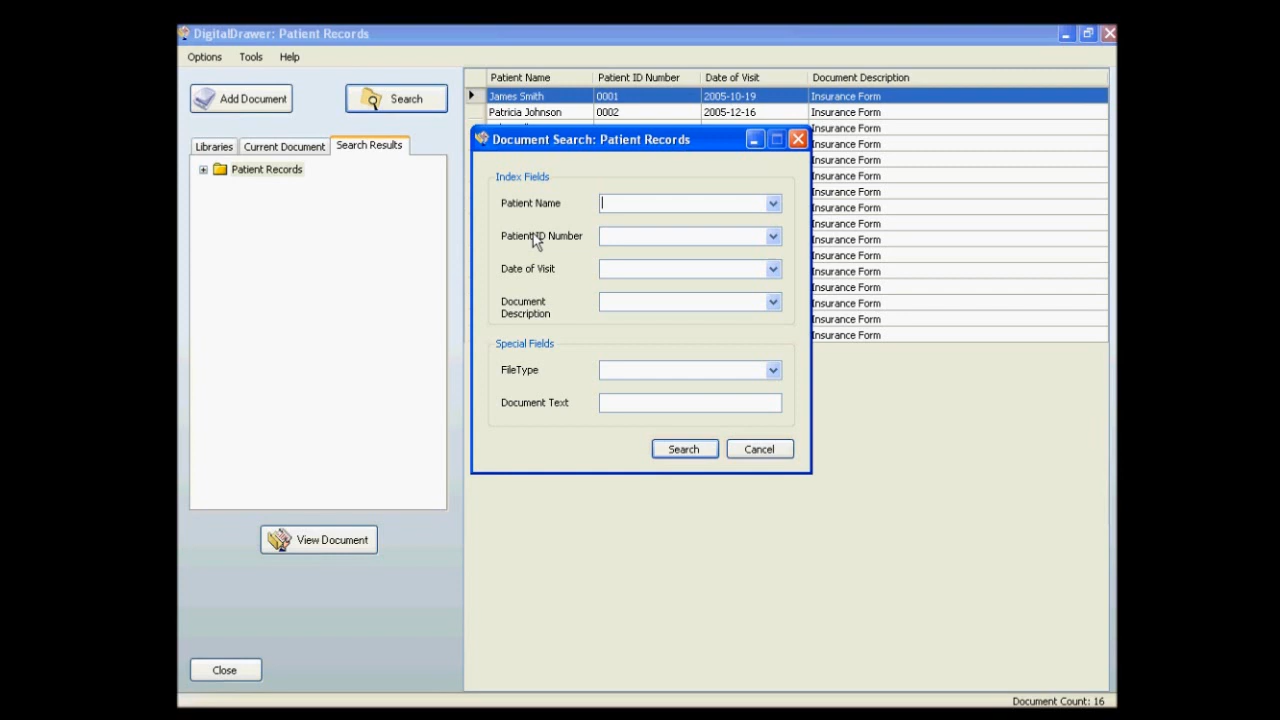 DigitalDrawer: Patient Records
Options Tools Help
Add Document Search
Libraries Current Document Search Results
Patient Records
View Document
Close
Patient Name Patient ID Number Date of Visit Document Description
James Smith 0001 2005-10-19 Insurance Form
Patricia Johnson 0002 2005-12-16 Insurance Form
Insurance Form
Insurance Form
Insurance Form
Insurance Form
Insurance Form
Insurance Form
Insurance Form
Insurance Form
Insurance Form
Insurance Form
Insurance Form
Insurance Form
Insurance Form
Insurance Form
Document Search: Patient Records
Index Fields
Patient Name
Patient ID Number
Date of Visit
Document
Description
Special Fields
FileType
Document Text
Search Cancel
Document Count: 16